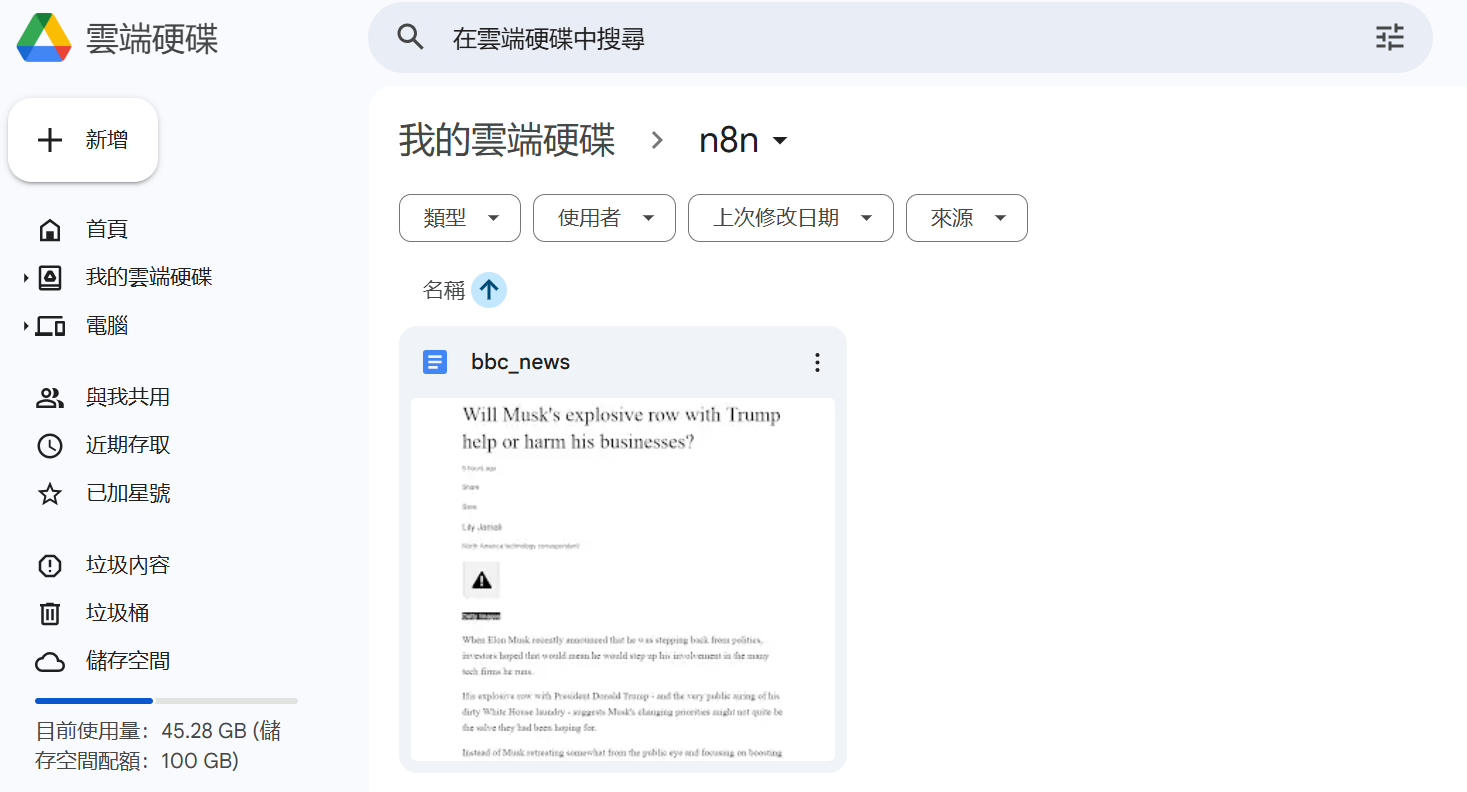 雲端硬碟
在雲端硬碟中搜尋
新增
首頁
我的雲端硬碟
電腦
與我共用
近期存取
已加星號
垃圾內容
垃圾桶
儲存空間
目前使用量：45.28 GB (儲
存空間配額：100 GB)
我的雲端硬碟 > n8n
類型
使用者
上次修改日期
來源
名稱
bbc_news
Will Musk's explosive row with Trump
help or harm his businesses?
5 hours ago
Share
Save
Lily Jamali
North America technology correspondent
Getty Images
When Elon Musk recently announced that he was stepping back from politics,
investors hoped that would mean he would step up his involvement in the many
tech firms he runs.
His explosive row with President Donald Trump - and the very public airing of his
dirty White House laundry - suggests Musk's changing priorities might not quite be
the salve they had been hoping for.
Instead of Musk retreating somewhat from the public eye and focusing on boosting